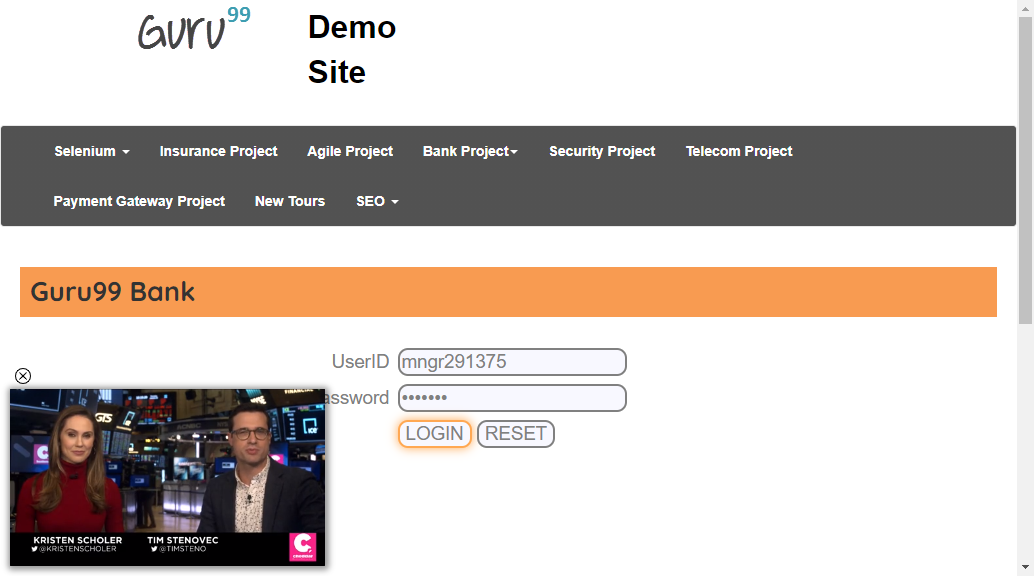 Guru99
Demo
Site
Selenium Insurance Project Agile Project Bank Project Security Project Telecom Project
Payment Gateway Project New Tours SEO
Guru99 Bank
UserID mngr291375
assword •••••••
LOGIN RESET
GTS
KRISTEN SCHOLER TIM STENOVEC
@KRISTENSCHOLER @TIMSTENO